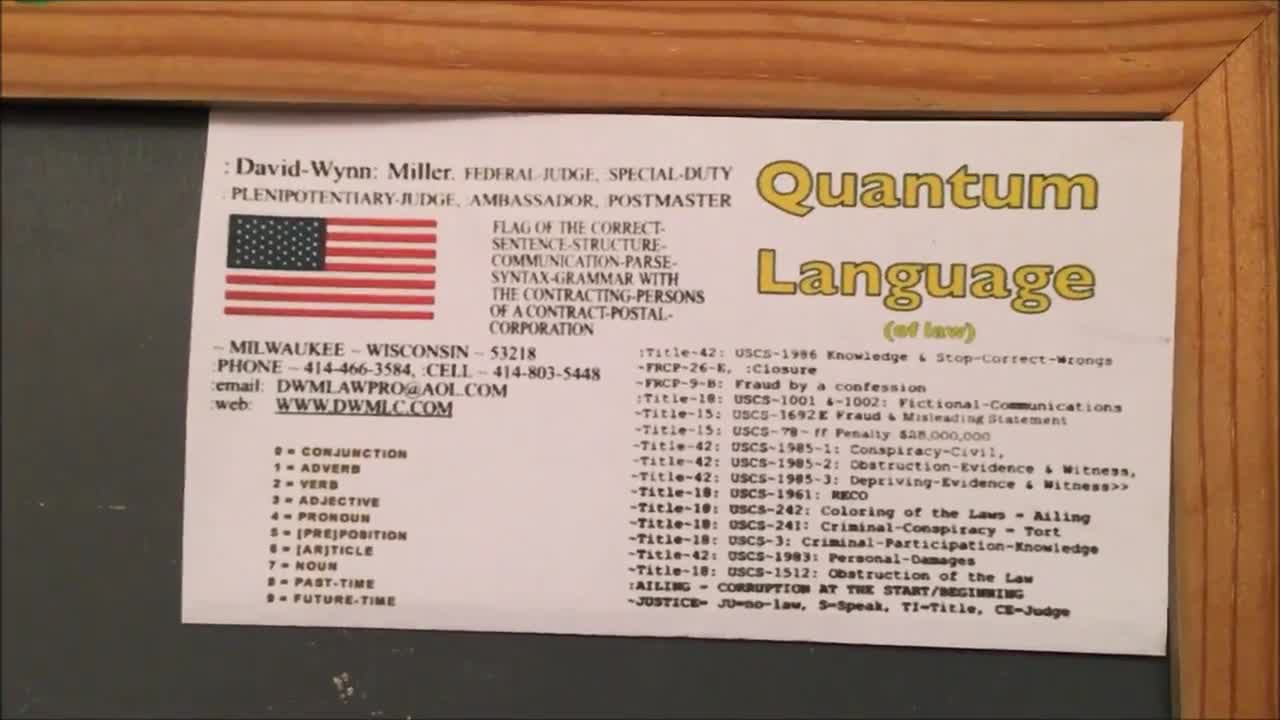 :David-Wynn: Miller. FEDERAL-JUDGE, SPECIAL-DUTY
:PLENIPOTENTIARY-JUDGE, :AMBASSADOR, POSTMASTER
FLAG OF THE CORRECT-
SENTENCE-STRUCTURE-
COMMUNICATION-PARSE-
SYNTAX-GRAMMAR WITH
THE CONTRACTING-PERSONS
OF A CONTRACT-POSTAL-
CORPORATION
~ MILWAUKEE ~ WISCONSIN ~ 53218
:PHONE ~ 414-466-3584, :CELL ~ 414-803-5448
:email: DWMLAWPRO@AOL.COM
:web: WWW.DWMLC.COM
0 = CONJUNCTION
1 = ADVERB
2 = VERB
3 = ADJECTIVE
4 = PRONOUN
5 = [PRE]POSITION
6 = [AR]TICLE
7 = NOUN
8 = PAST-TIME
9 = FUTURE-TIME
Quantum
Language
(of law)
:Title-42: USCS-1986 Knowledge & Stop-Correct-Wrongs
~FRCP-26-E, :Closure
~FRCP-9-B: Fraud by a confession
:Title-18: USCS-1001 &-1002: Fictional-Communications
~Title-15: USCS-1692E Fraud & Misleading Statement
~Title-15: USCS-78-ff Penalty $25,000,000
~Title-42: USCS-1985-1: Conspiracy-Civil,
~Title-42: USCS-1985-2: Obstruction-Evidence & Witness,
~Title-42: USCS-1985-3: Depriving-Evidence & Witness>>
~Title-18: USCS-1961: RECO
~Title-18: USCS-242: Coloring of the Laws = Ailing
~Title-18: USCS-241: Criminal-Conspiracy = Tort
~Title-18: USCS-3: Criminal-Participation-Knowledge
~Title-42: USCS-1983: Personal-Damages
~Title-18: USCS-1512: Obstruction of the Law
:AILING = CORRUPTION AT THE START/BEGINNING
~JUSTICE= JU=no-law, S=Speak, TI=Title, CE=Judge